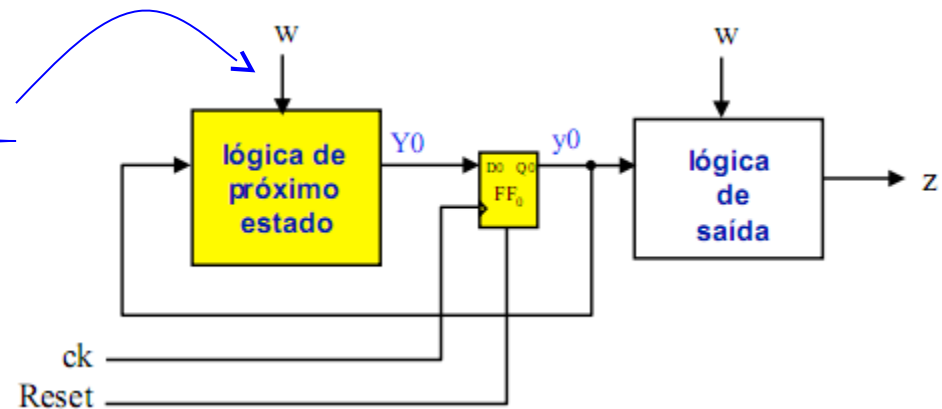 w
w
lógica de
próximo
estado
Y0
D0 Q0
FF0
y0
lógica
de
saída
z
ck
Reset